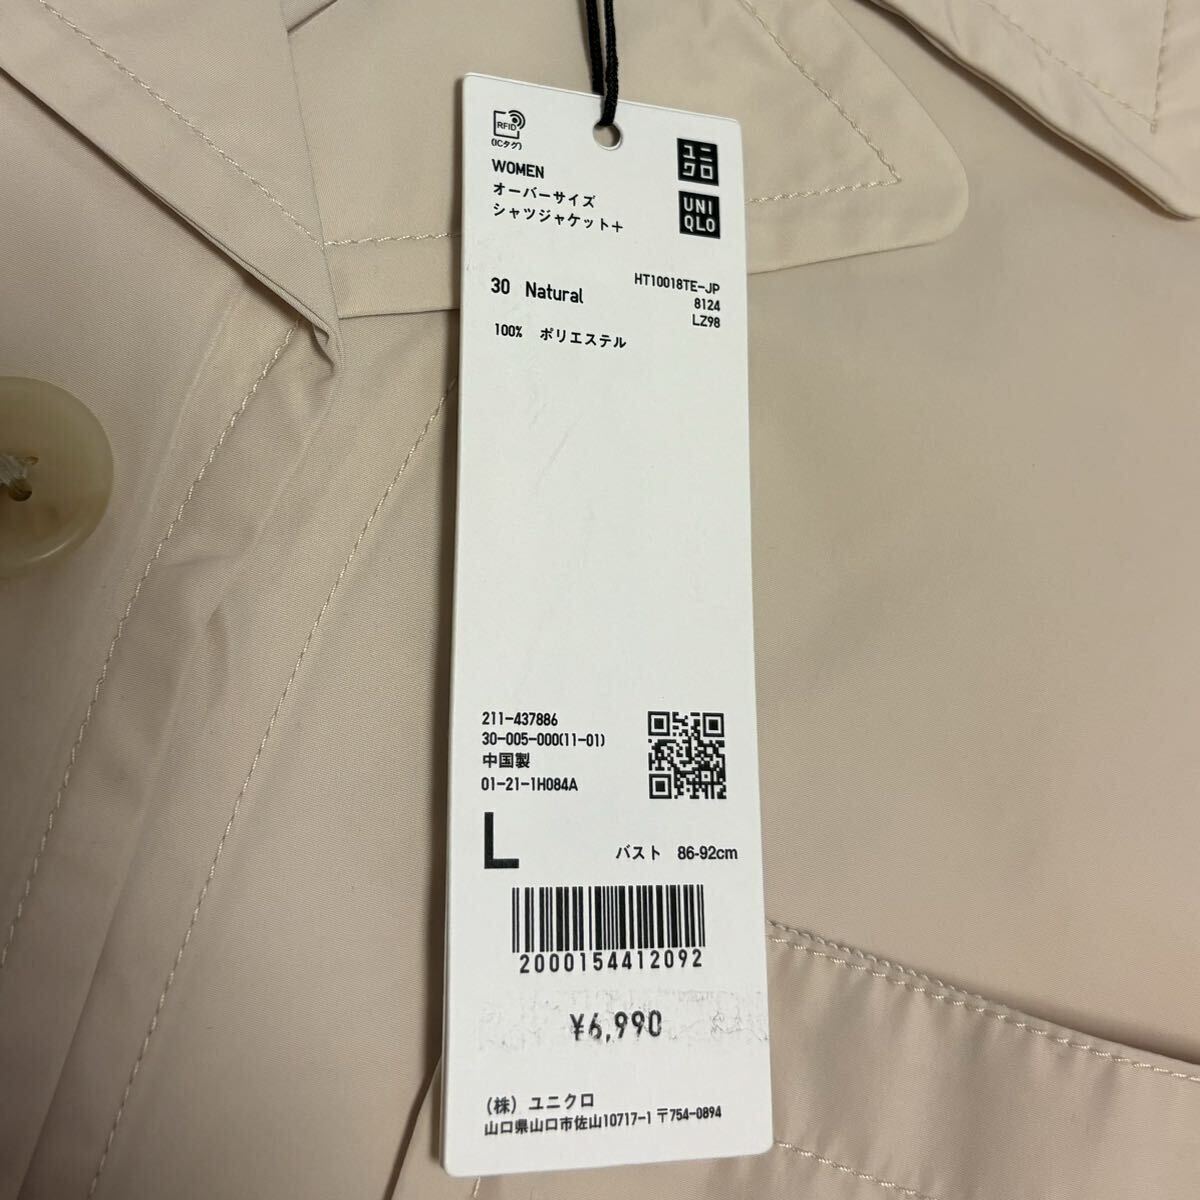 RFID
(ICタグ)
ユニ
クロ
UNI
QLO
WOMEN
オーバーサイズ
シャツジャケット+
30 Natural
HT10018TE-JP
8124
LZ98
100% ポリエステル
211-437886
30-005-000(11-01)
中国製
01-21-1H084A
L
バスト 86-92cm
2000154412092
¥6,990
(株) ユニクロ
山口県山口市佐山10717-1 〒754-0894